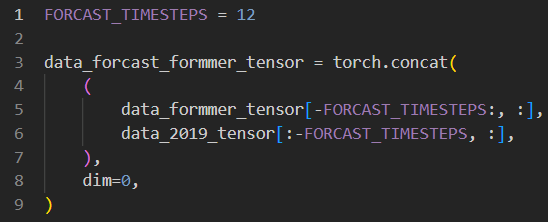 1 FORCAST_TIMESTEPS = 12
2
3 data_forcast_formmer_tensor = torch.concat(
4     (
5         data_formmer_tensor[-FORCAST_TIMESTEPS:, :],
6         data_2019_tensor[:-FORCAST_TIMESTEPS, :],
7     ),
8     dim=0,
9 )